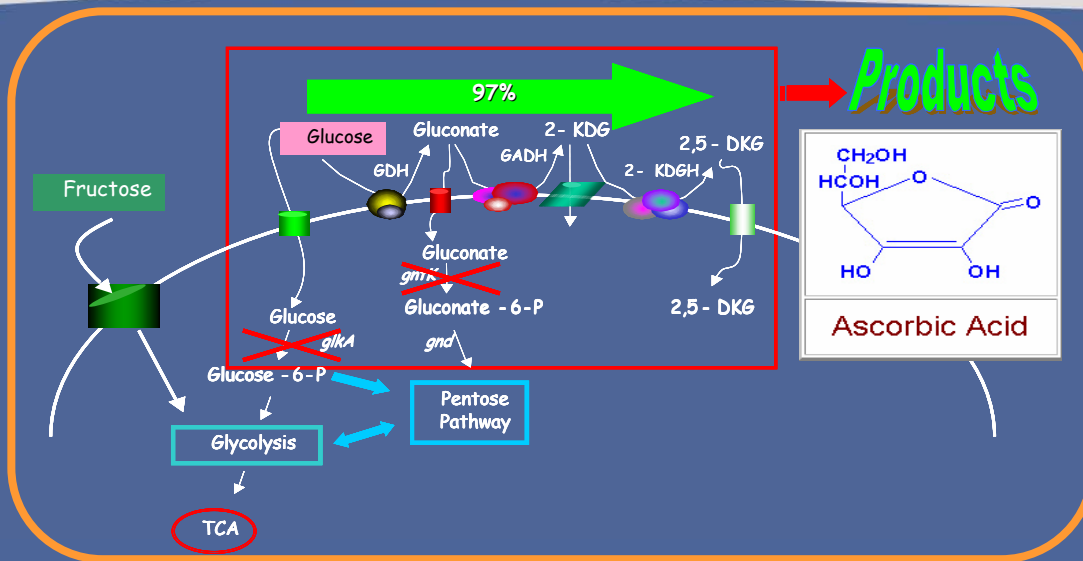 97%
Products
Glucose
Gluconate
2- KDG
2,5- DKG
GDH
GADH
2- KDGH
Fructose
CH₂OH
HCOH
O
O
HO
OH
Ascorbic Acid
Gluconate
gntK
Gluconate -6-P
gnd
2,5- DKG
Glucose
glkA
Glucose -6-P
Pentose
Pathway
Glycolysis
TCA